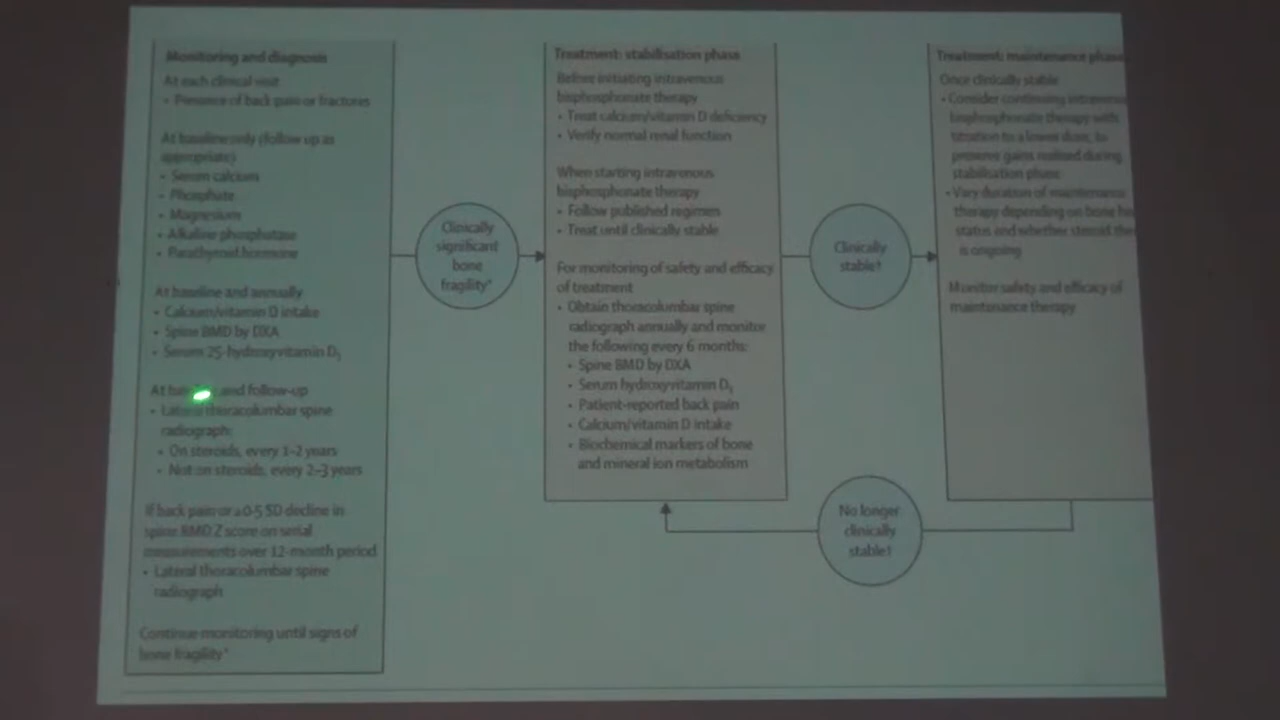 Monitoring and diagnosis
At each clinical visit
• Presence of back pain or fractures
At baseline only (follow up as
appropriate)
• Serum calcium
• Phosphate
• Magnesium
• Alkaline phosphatase
• Parathyroid hormone
At baseline and annually
• Calcium/vitamin D intake
• Spine BMD by DXA
• Serum 25-hydroxyvitamin D3
At and follow-up
• Lateral thoracolumbar spine
radiograph:
• On steroids, every 1–2 years
• Not on steroids, every 2–3 years
If back pain or a 0·5 SD decline in
spine BMD Z score on serial
measurements over 12-month period
• Lateral thoracolumbar spine
radiograph
Continue monitoring until signs of
bone fragility*
Clinically
significant
bone
fragility*
Treatment: stabilisation phase
Before initiating intravenous
bisphosphonate therapy
• Treat calcium/vitamin D deficiency
• Verify normal renal function
When starting intravenous
bisphosphonate therapy
• Follow published regimen
• Treat until clinically stable
For monitoring of safety and efficacy
of treatment
• Obtain thoracolumbar spine
radiograph annually and monitor
the following every 6 months:
• Spine BMD by DXA
• Serum hydroxyvitamin D3
• Patient-reported back pain
• Calcium/vitamin D intake
• Biochemical markers of bone
and mineral ion metabolism
Clinically
stable†
Treatment: maintenance phase
Once clinically stable
• Consider continuing
bisphosphonate therapy with
titration to a lower dose, to
preserve gains realised during
stabilisation phase
• Vary duration of maintenance
therapy depending on bone
status and whether steroid
is ongoing
Monitor safety and efficacy of
maintenance therapy
No longer
clinically
stable†